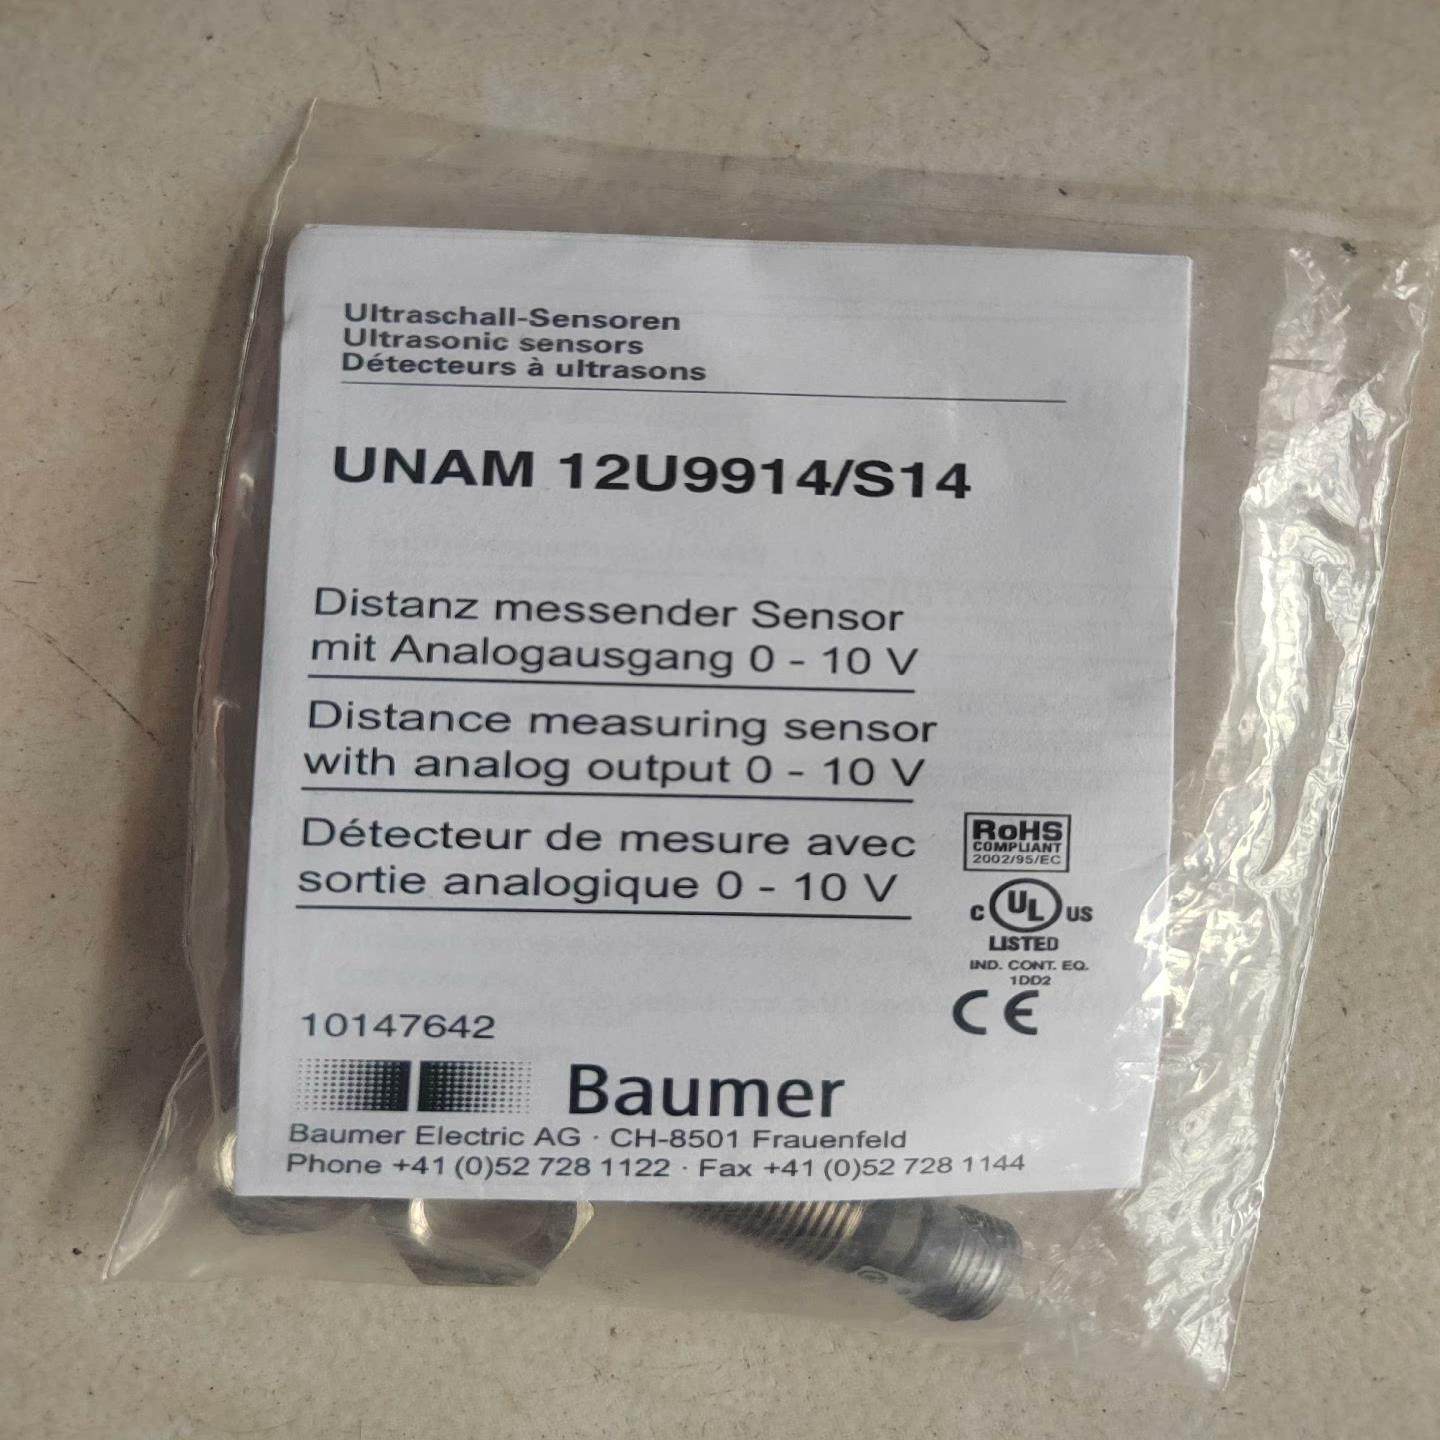 Ultraschall-Sensoren
Ultrasonic sensors
Détecteurs à ultrasons
UNAM 12U9914/S14
Distanz messender Sensor
mit Analogausgang 0 - 10 V
Distance measuring sensor
with analog output 0 - 10 V
Détecteur de mesure avec
sortie analogique 0 - 10 V
RoHS
COMPLIANT
2002/95/EC
C UL US
LISTED
IND. CONT. EQ.
1DD2
CE
10147642
Baumer
Baumer Electric AG · CH-8501 Frauenfeld
Phone +41 (0)52 728 1122 · Fax +41 (0)52 728 1144